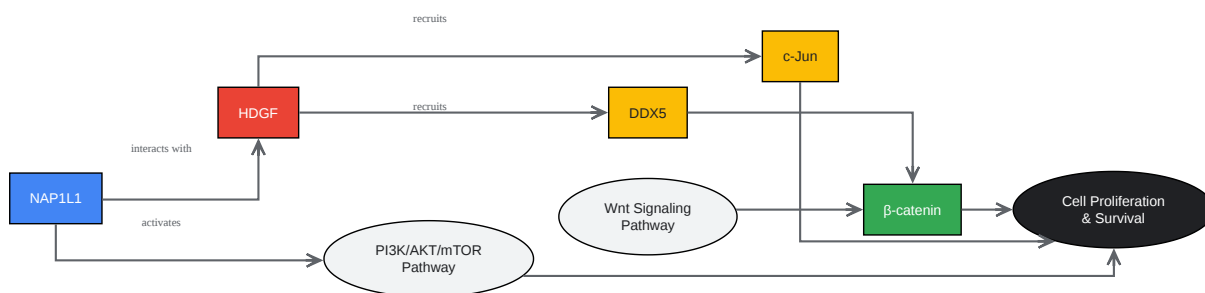 recruits
c-Jun
HDGF
recruits
DDX5
interacts with
NAP1L1
activates
Wnt Signaling
Pathway
β-catenin
Cell Proliferation
& Survival
PI3K/AKT/mTOR
Pathway